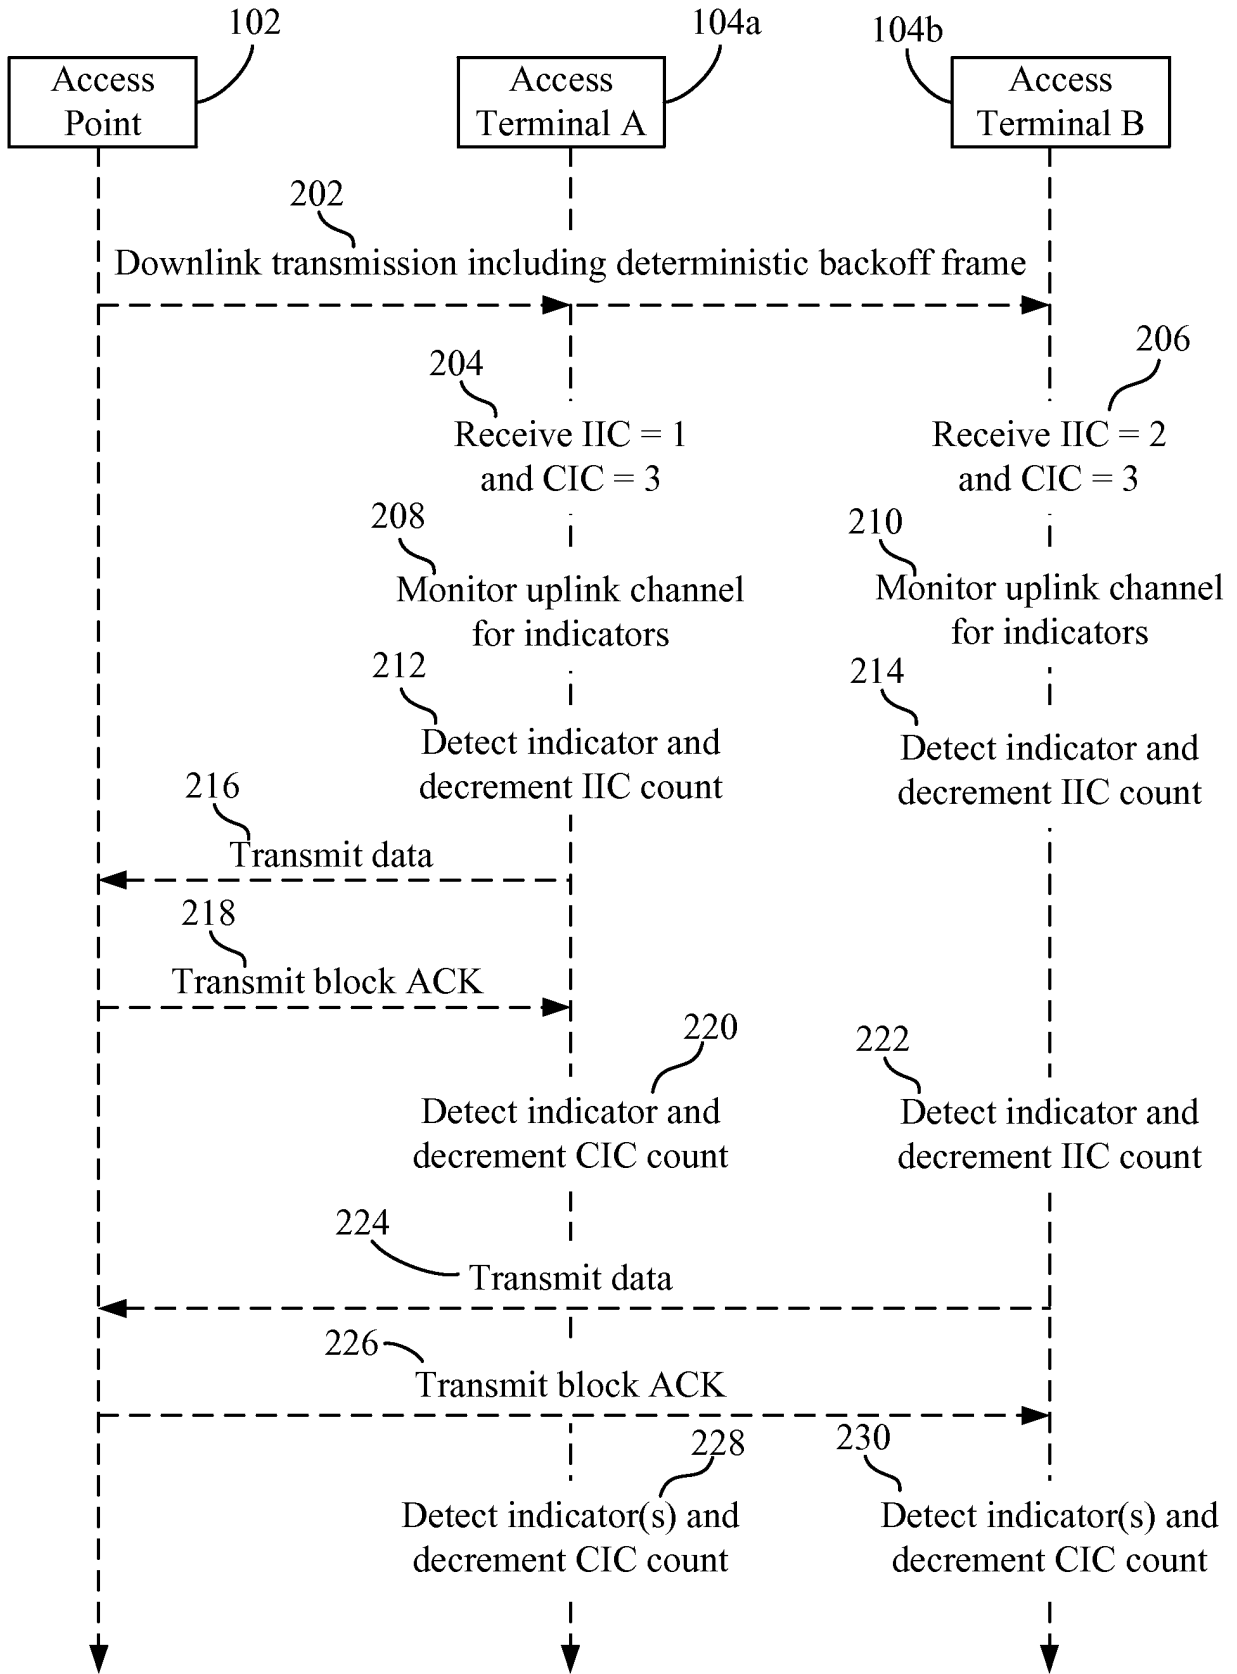 102
104a
104b
Access
Point
Access
Terminal A
Access
Terminal B
202
Downlink transmission including deterministic backoff frame
204
206
Receive IIC = 1
and CIC = 3
Receive IIC = 2
and CIC = 3
208
210
Monitor uplink channel
for indicators
Monitor uplink channel
for indicators
212
214
Detect indicator and
decrement IIC count
Detect indicator and
decrement IIC count
216
Transmit data
218
Transmit block ACK
220
222
Detect indicator and
decrement CIC count
Detect indicator and
decrement IIC count
224
Transmit data
226
Transmit block ACK
228
230
Detect indicator(s) and
decrement CIC count
Detect indicator(s) and
decrement CIC count